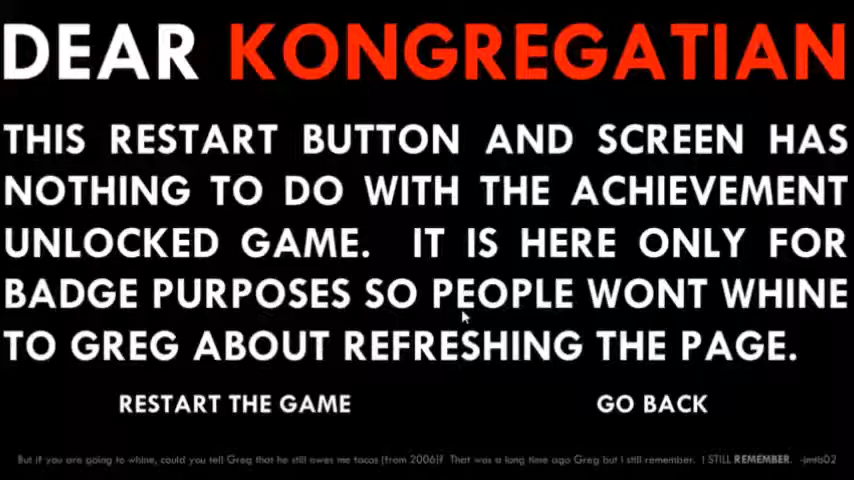 DEAR KONGREGATIAN
THIS RESTART BUTTON AND SCREEN HAS
NOTHING TO DO WITH THE ACHIEVEMENT
UNLOCKED GAME. IT IS HERE ONLY FOR
BADGE PURPOSES SO PEOPLE WONT WHINE
TO GREG ABOUT REFRESHING THE PAGE.
RESTART THE GAME GO BACK
But if you are going to whine, could you tell Greg that he still owes me tacos (from 2006)? That was a long time ago Greg but I still remember. I STILL REMEMBER. -jmtb02